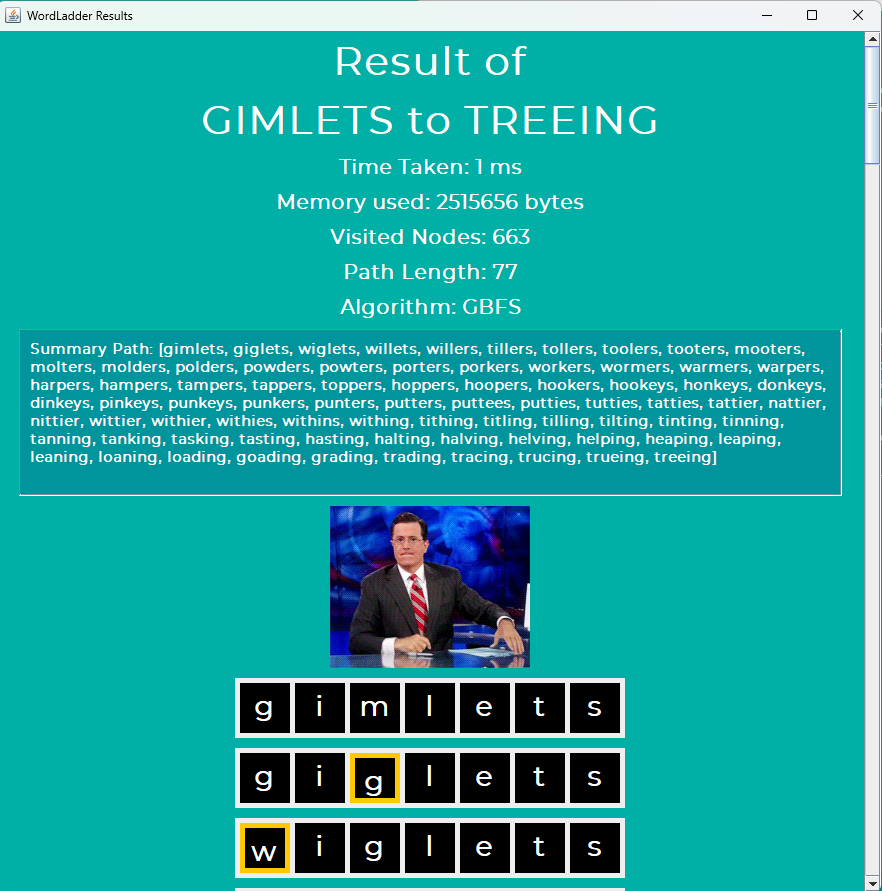 WordLadder Results
Result of
GIMLETS to TREEING
Time Taken: 1 ms
Memory used: 2515656 bytes
Visited Nodes: 663
Path Length: 77
Algorithm: GBFS
Summary Path: [gimlets, giglets, wiglets, willets, willers, tillers, tollers, toolers, tooters, mooters,
molters, molders, polders, powders, powters, porters, porkers, workers, wormers, warmers, warpers,
harpers, hampers, tampers, tappers, toppers, hoppers, hoopers, hookers, hookeys, honkeys, donkeys,
dinkeys, pinkeys, punkeys, punkers, punters, putters, puttees, putties, tutties, tatties, tattier, nattier,
nittier, wittier, withier, withies, withins, withing, tithing, titling, tilling, tilting, tinting, tinning,
tanning, tanking, tasking, tasting, hasting, halting, halving, helving, helping, heaping, leaping,
leaning, loaning, loading, goading, grading, trading, tracing, trucing, trueing, treeing]
g i m l e t s
g i g l e t s
w i g l e t s